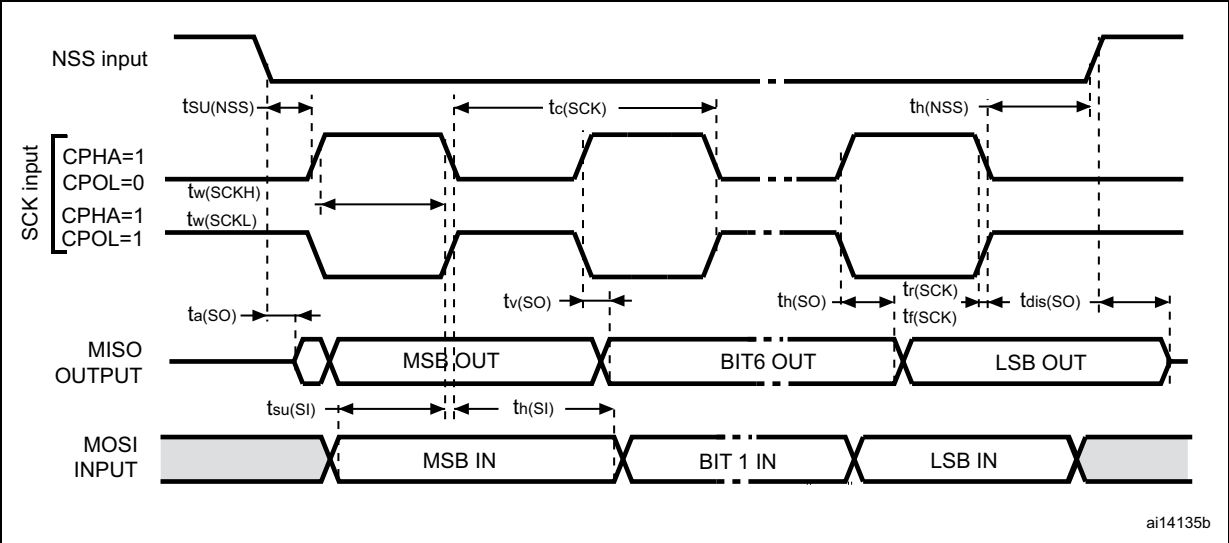 NSS input
tSU(NSS)
tc(SCK)
th(NSS)
SCK input
CPHA=1
CPOL=0
tw(SCKH)
CPHA=1
tw(SCKL)
CPOL=1
ta(SO)
tv(SO)
th(SO)
tr(SCK)
tf(SCK)
tdis(SO)
MISO
OUTPUT
MSB OUT
BIT6 OUT
LSB OUT
tsu(SI)
th(SI)
MOSI
INPUT
MSB IN
BIT 1 IN
LSB IN
ai14135b